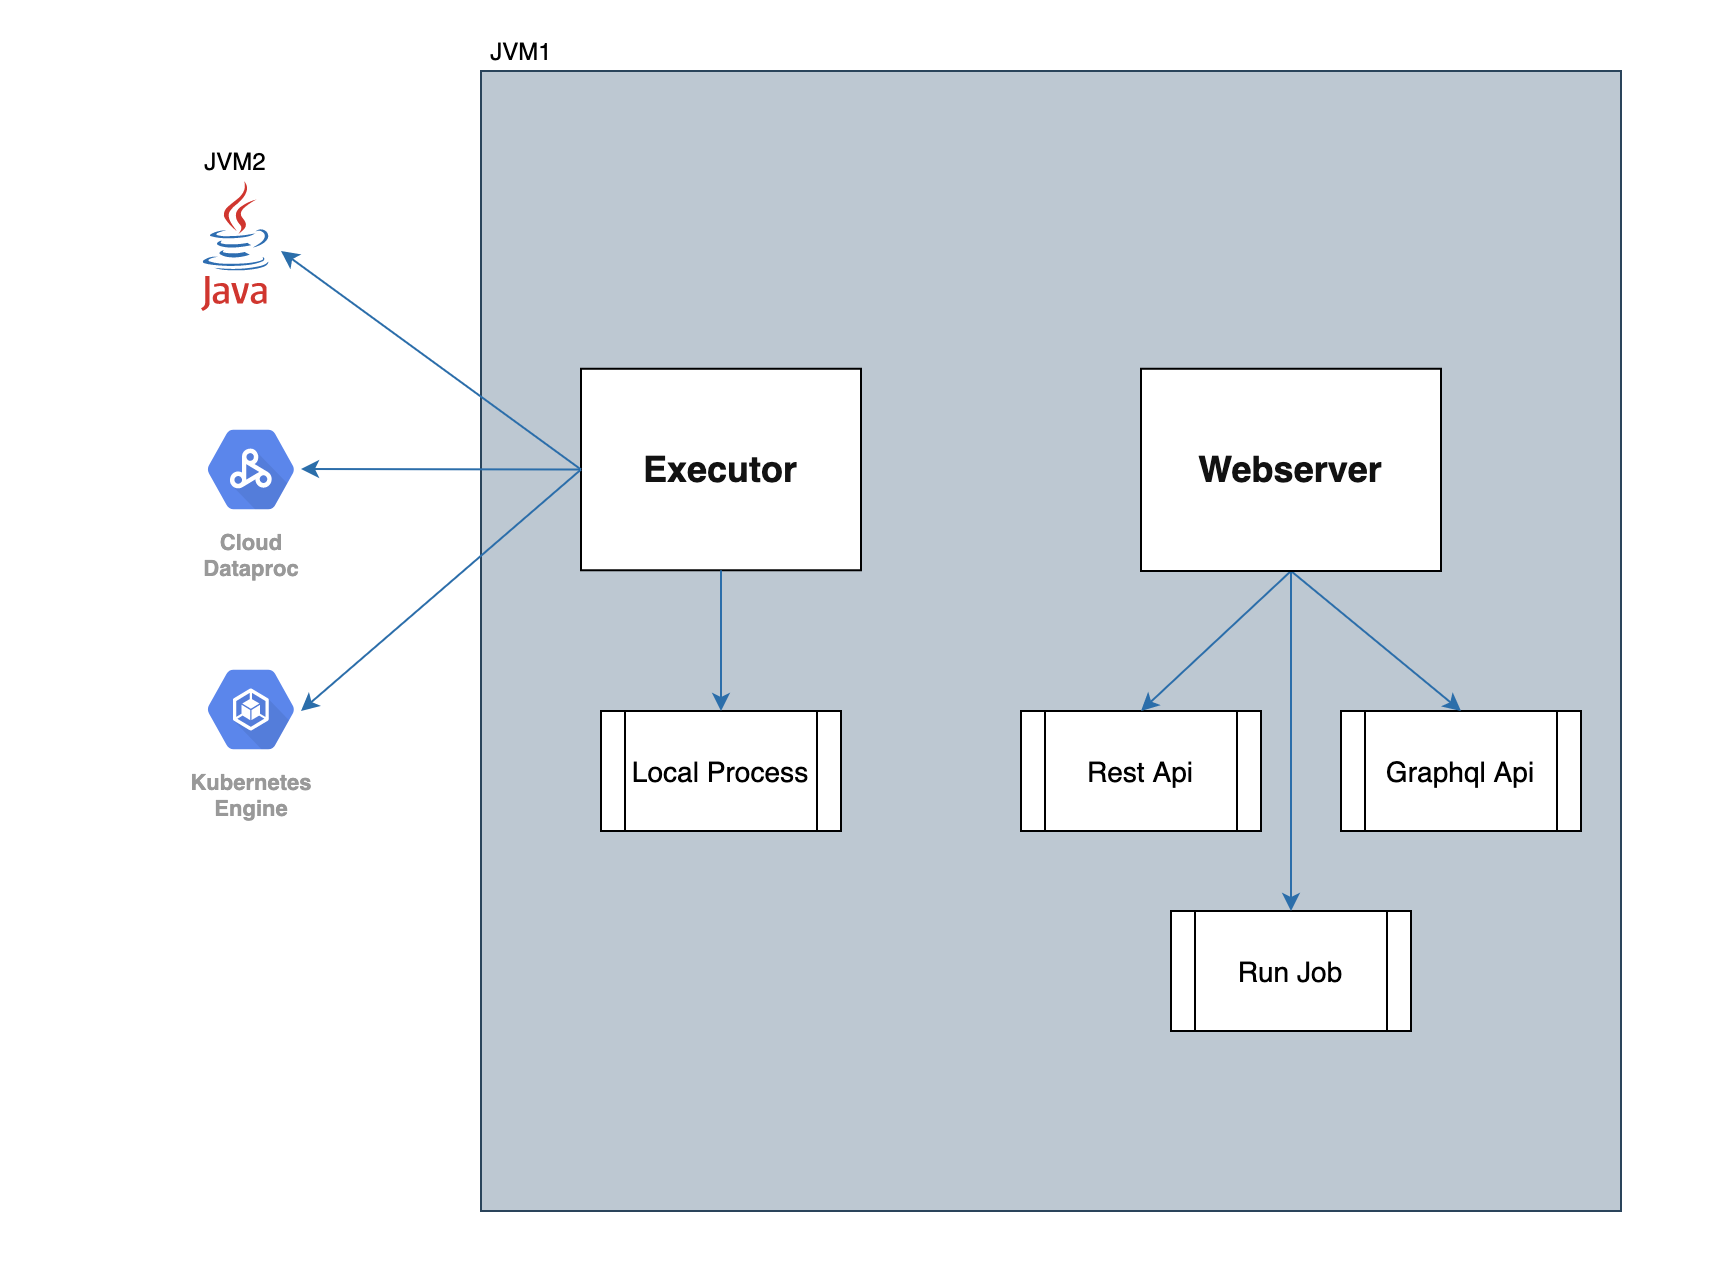 JVM1
JVM2
Java
Executor
Webserver
Cloud
Dataproc
Local Process
Rest Api
Graphql Api
Kubernetes
Engine
Run Job